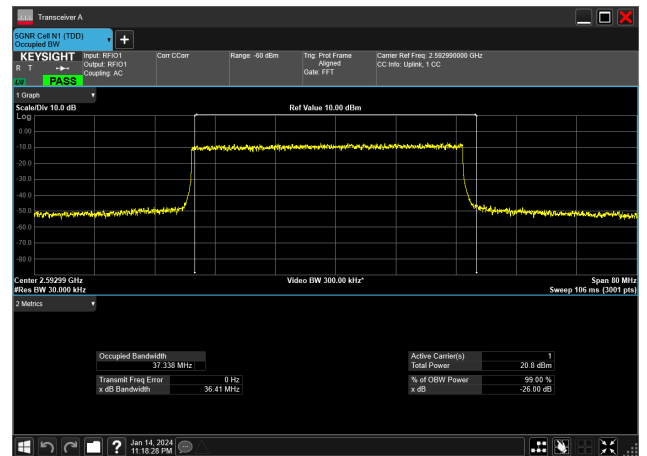 Transceiver A
5GNR Cell N1 (TDD)
Occupied BW
KEYSIGHT
R T
LW PASS
Input: RFIO1
Output: RFIO1
Coupling: AC
Corr CCorr
Range: -60 dBm
Trig: Prot Frame
Aligned
Gate: FFT
Carrier Ref Freq: 2.592990000 GHz
CC Info: Uplink, 1 CC
1 Graph
Scale/Div 10.0 dB
Ref Value 10.00 dBm
Log
0.00
-10.0
-20.0
-30.0
-40.0
-50.0
-60.0
-70.0
-80.0
Center 2.59299 GHz
Video BW 300.00 kHz*
Span 80 MHz
#Res BW 30.000 kHz
Sweep 106 ms (3001 pts)
2 Metrics
Occupied Bandwidth
37.338 MHz
Transmit Freq Error 0 Hz
x dB Bandwidth 36.41 MHz
Active Carrier(s) 1
Total Power 20.8 dBm
% of OBW Power 99.00 %
x dB -26.00 dB
Jan 14, 2024
11:18:28 PM